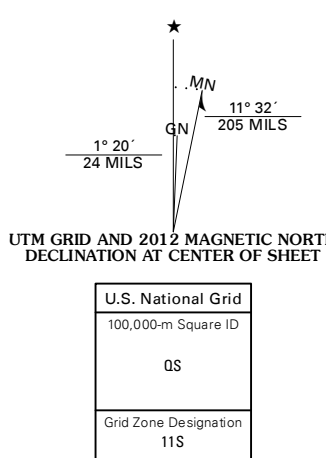 ★
MN
GN
11° 32´
205 MILS
1° 20´
24 MILS
UTM GRID AND 2012 MAGNETIC NORTH
DECLINATION AT CENTER OF SHEET
U.S. National Grid
100,000-m Square ID
QS
Grid Zone Designation
11S